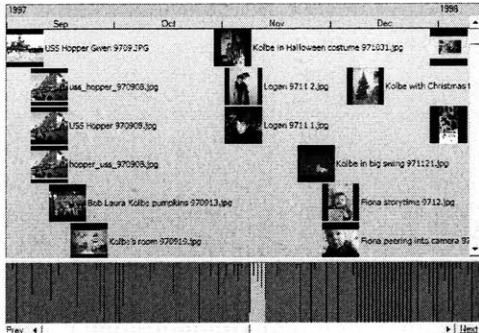 1997 1998
Sep Oct Nov Dec
USS Hopper Given 9709.JPG
Kolbe in Halloween costume 971031.jpg
uss_hopper_970908.jpg
Logan 9711 2.jpg
Kolbe with Christmas t
USS Hopper 970909.jpg
Logan 9711 1.jpg
hopper_uss_970909.jpg
Kolbe in big swing 971121.jpg
Bob Laura Kolbe pumpkins 970913.jpg
Fiona storytime 9712.jpg
Kolbe's room 970919.jpg
Fiona peering into camera 97
Prev Next